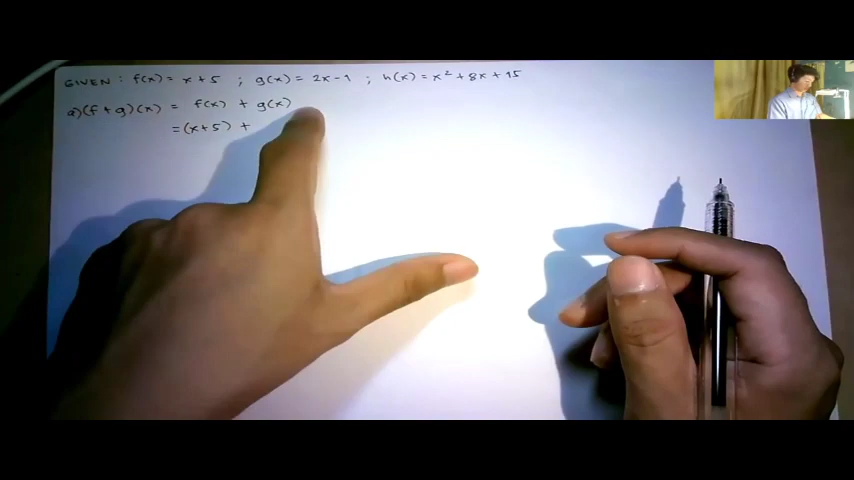 GIVEN : f(x) = x + 5 ; g(x) = 2x - 1 ; h(x) = x² + 8x + 15
a) (f + g)(x) = f(x) + g(x)
= (x+5) +